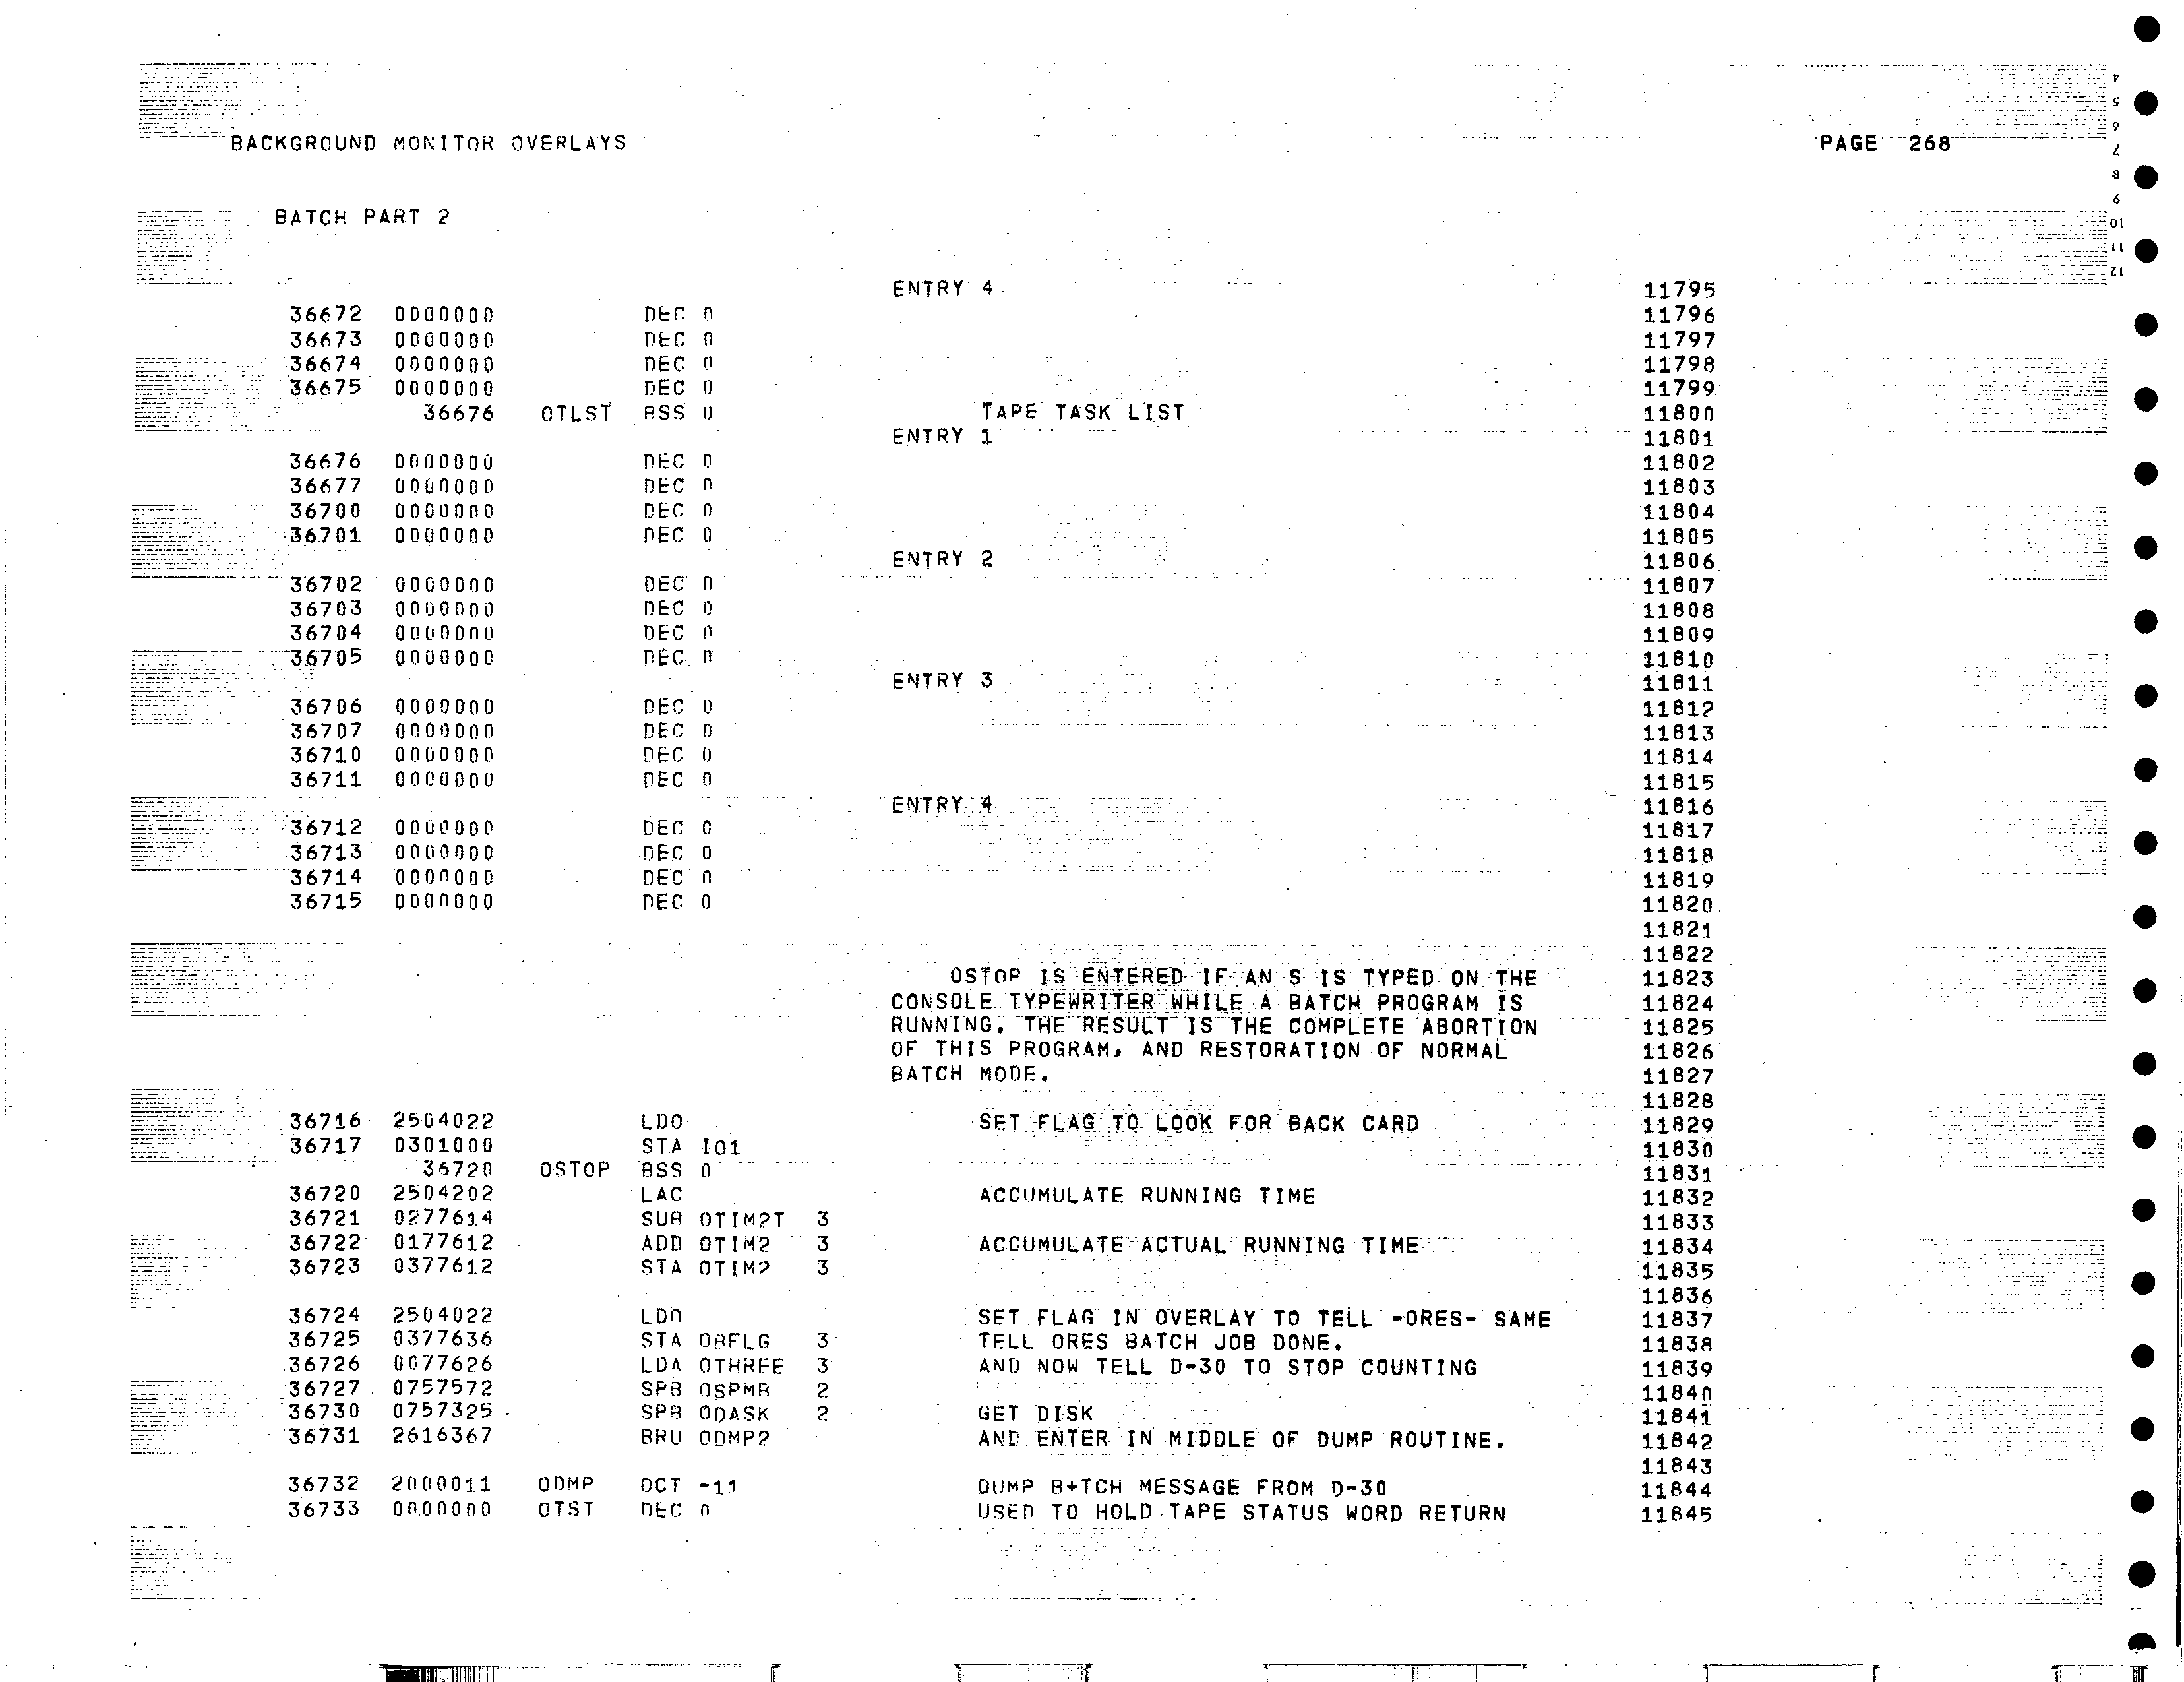 BACKGROUND MONITOR OVERLAYS PAGE 268
BATCH PART 2
ENTRY 4 11795
36672 0000000 DEC 0 11796
36673 0000000 DEC 0 11797
36674 0000000 DEC 0 11798
36675 0000000 DEC 0 11799
36676 OTLST BSS 0 TAPE TASK LIST 11800
ENTRY 1 11801
36676 0000000 DEC 0 11802
36677 0000000 DEC 0 11803
36700 0000000 DEC 0 11804
36701 0000000 DEC 0 11805
ENTRY 2 11806
36702 0000000 DEC 0 11807
36703 0000000 DEC 0 11808
36704 0000000 DEC 0 11809
36705 0000000 DEC 0 11810
ENTRY 3 11811
36706 0000000 DEC 0 11812
36707 0000000 DEC 0 11813
36710 0000000 DEC 0 11814
36711 0000000 DEC 0 11815
ENTRY 4 11816
36712 0000000 DEC 0 11817
36713 0000000 DEC 0 11818
36714 0000000 DEC 0 11819
36715 0000000 DEC 0 11820
11821
11822
OSTOP IS ENTERED IF AN S IS TYPED ON THE 11823
CONSOLE TYPEWRITER WHILE A BATCH PROGRAM IS 11824
RUNNING. THE RESULT IS THE COMPLETE ABORTION 11825
OF THIS PROGRAM, AND RESTORATION OF NORMAL 11826
BATCH MODE. 11827
11828
36716 2504022 LDO SET FLAG TO LOOK FOR BACK CARD 11829
36717 0301000 STA IO1 11830
36720 OSTOP BSS 0 11831
36720 2504202 LAC ACCUMULATE RUNNING TIME 11832
36721 0277614 SUB OTIM2T 3 11833
36722 0177612 ADD OTIM2 3 ACCUMULATE ACTUAL RUNNING TIME 11834
36723 0377612 STA OTIM2 3 11835
11836
36724 2504022 LDO SET FLAG IN OVERLAY TO TELL -ORES- SAME 11837
36725 0377636 STA OBFLG 3 TELL ORES BATCH JOB DONE. 11838
36726 0077626 LDA OTHREE 3 AND NOW TELL D-30 TO STOP COUNTING 11839
36727 0757572 SPB OSPMB 2 11840
36730 0757325 SPB ODASK 2 GET DISK 11841
36731 2616367 BRU ODMP2 AND ENTER IN MIDDLE OF DUMP ROUTINE. 11842
11843
36732 2000011 ODMP OCT -11 DUMP B+TCH MESSAGE FROM D-30 11844
36733 0000000 OTST DEC 0 USED TO HOLD TAPE STATUS WORD RETURN 11845
4
5
6
7
8
9
10
11
12